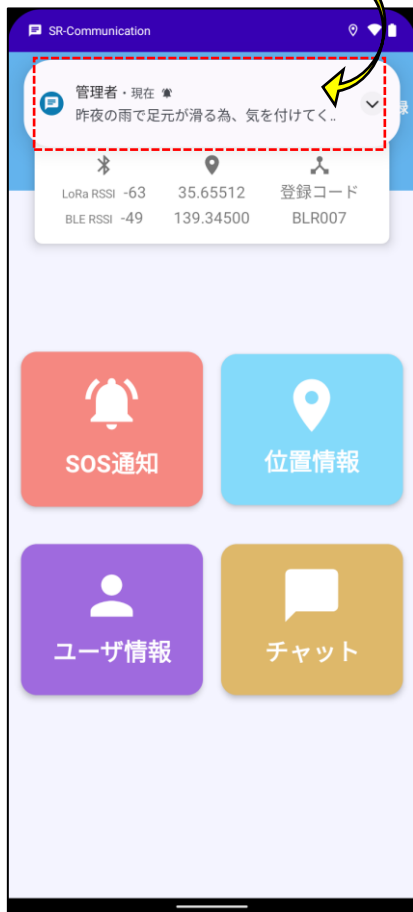 SR-Communication
管理者・現在
昨夜の雨で足元が滑る為、気を付けてく..
録
LoRa RSSI -63 35.65512 登録コード
BLE RSSI -49 139.34500 BLR007
SOS通知 位置情報
ユーザ情報 チャット